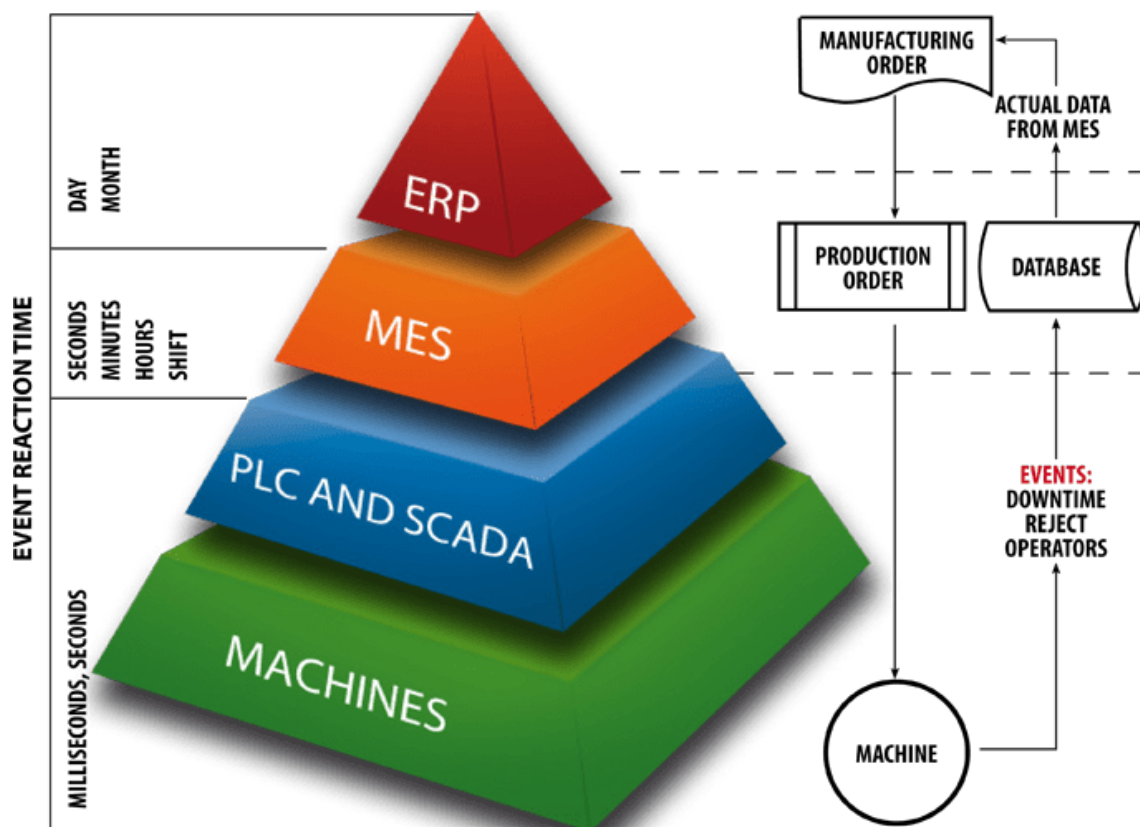 EVENT REACTION TIME
DAY
MONTH
SECONDS
MINUTES
HOURS
SHIFT
MILLISECONDS, SECONDS
ERP
MES
PLC AND SCADA
MACHINES
MANUFACTURING
ORDER
ACTUAL DATA
FROM MES
PRODUCTION
ORDER
DATABASE
EVENTS:
DOWNTIME
REJECT
OPERATORS
MACHINE